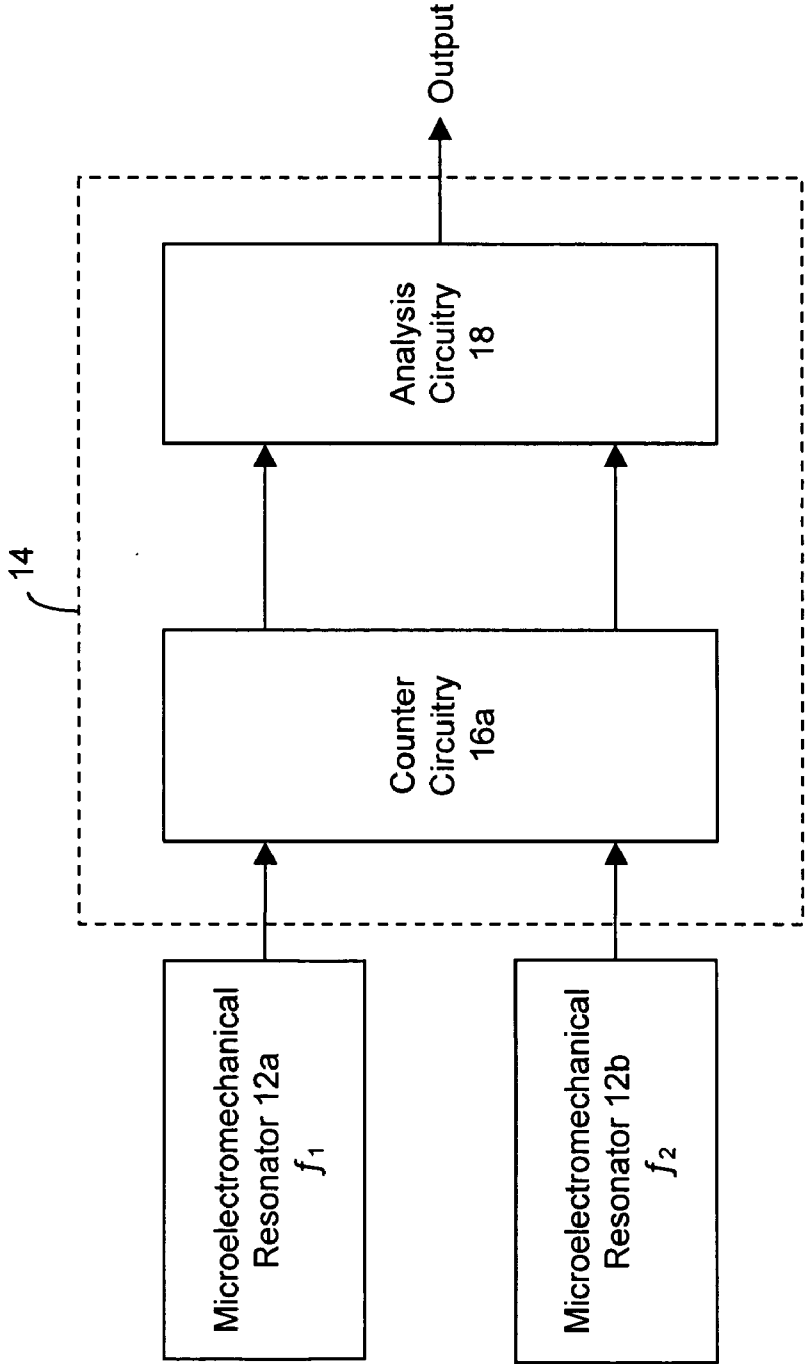 14
Microelectromechanical
Resonator 12a
f₁
Microelectromechanical
Resonator 12b
f₂
Counter
Circuitry
16a
Analysis
Circuitry
18
Output